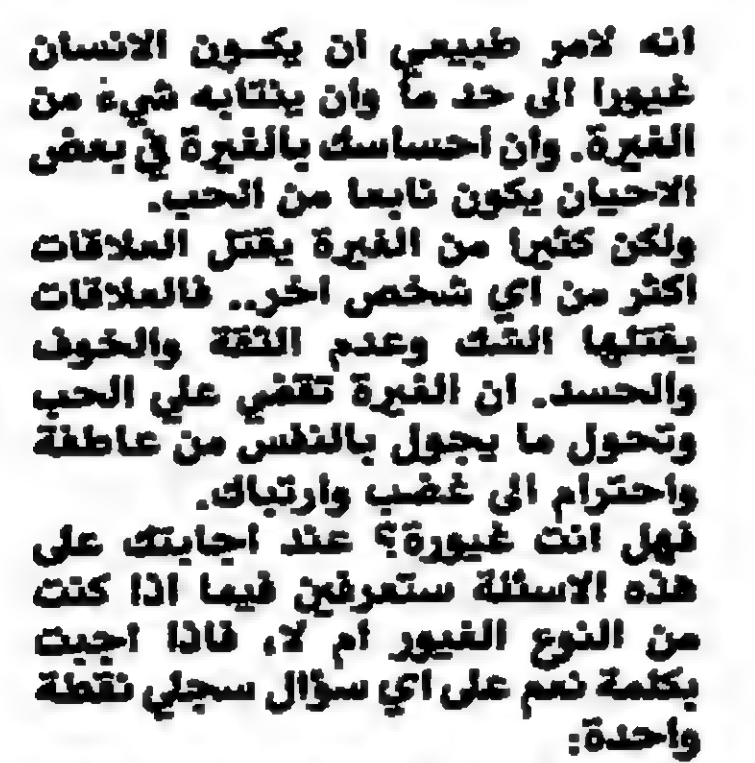 انه لامر طبيعي ان يكون الانسان
غيورا الى حد ما وان ينتابه شيء من
الغيرة. وان احساسك بالغيرة في بعض
الاحيان يكون نابعا من الحب.
ولكن كثيرا من الغيرة يقتل العلاقات
اكثر من اي شخص اخر.. فالعلاقات
يقتلها الشك وعدم الثقة والخوف
والحسد. ان الغيرة تقضي علي الحب
وتحول ما يجول بالنفس من عاطفة
واحترام الى غضب وارتباك.
فهل انت غيورة؟ عند اجابتك على
هذه الاسئلة ستعرفين فيما اذا كنت
من النوع الغيور ام لا، فاذا اجبت
بكلمة نعم على اي سؤال سجلي نقطة
واحدة: